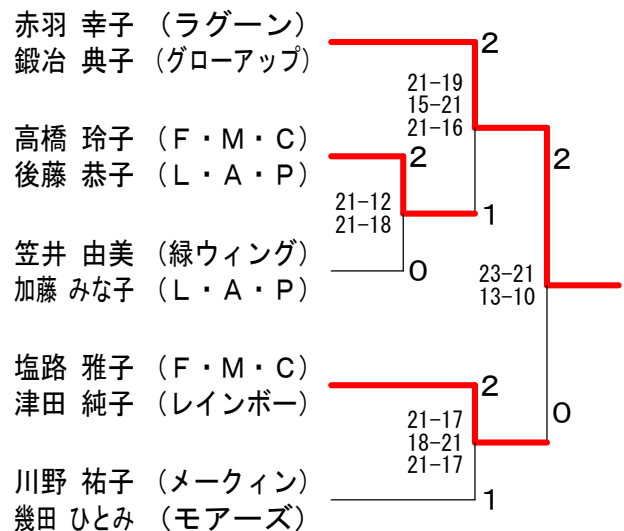 赤羽 幸子 （ラグーン）
鍛冶 典子 （グローアップ）
2
21-19
15-21
21-16
高橋 玲子 （F・M・C）
後藤 恭子 （L・A・P）
2
2
21-12
21-18
1
笠井 由美 （緑ウィング）
加藤 みな子 （L・A・P）
0
23-21
13-10
塩路 雅子 （F・M・C）
津田 純子 （レインボー）
2
0
21-17
18-21
21-17
川野 祐子 （メークィン）
幾田 ひとみ （モアーズ）
1